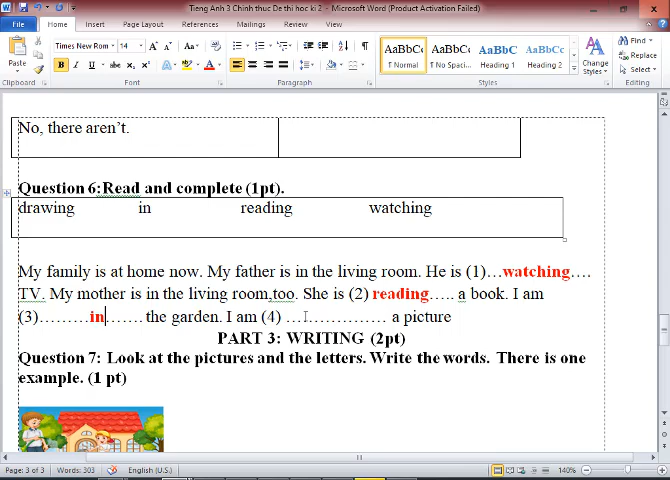 Tieng Anh 3 Chinh thuc De thi hoc ki 2 - Microsoft Word (Product Activation Failed)
File Home Insert Page Layout References Mailings Review View
Paste Times New Rom 14 A A Aa AaBbCc AaBbCc AaBbC AaBbCc Find
B I U abc x₂ x² A A Normal No Spaci... Heading 1 Heading 2 Change Styles Replace Select
Clipboard Font Paragraph Styles Editing
No, there aren't.
Question 6:Read and complete (1pt).
drawing in reading watching
My family is at home now. My father is in the living room. He is (1)…watching….
TV. My mother is in the living room,too. She is (2) reading….. a book. I am
(3)………in……. the garden. I am (4) ………………… a picture
PART 3: WRITING (2pt)
Question 7: Look at the pictures and the letters. Write the words. There is one
example. (1 pt)
Page: 3 of 3 Words: 303 English (U.S.) 140%